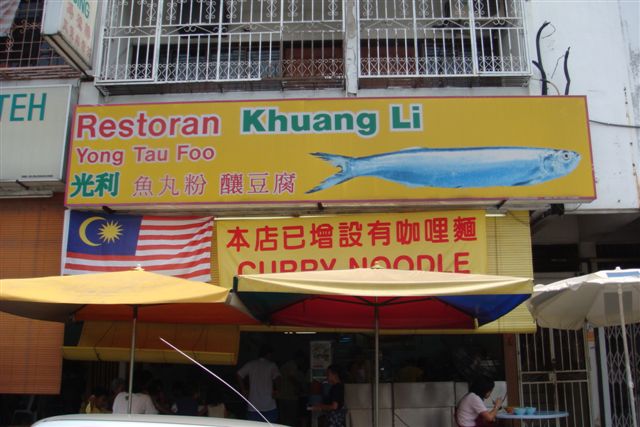 TEH
Restoran Khuang Li
Yong Tau Foo
光利 魚丸粉 釀豆腐
本店已增設有咖哩麵
CURRY NOODLE